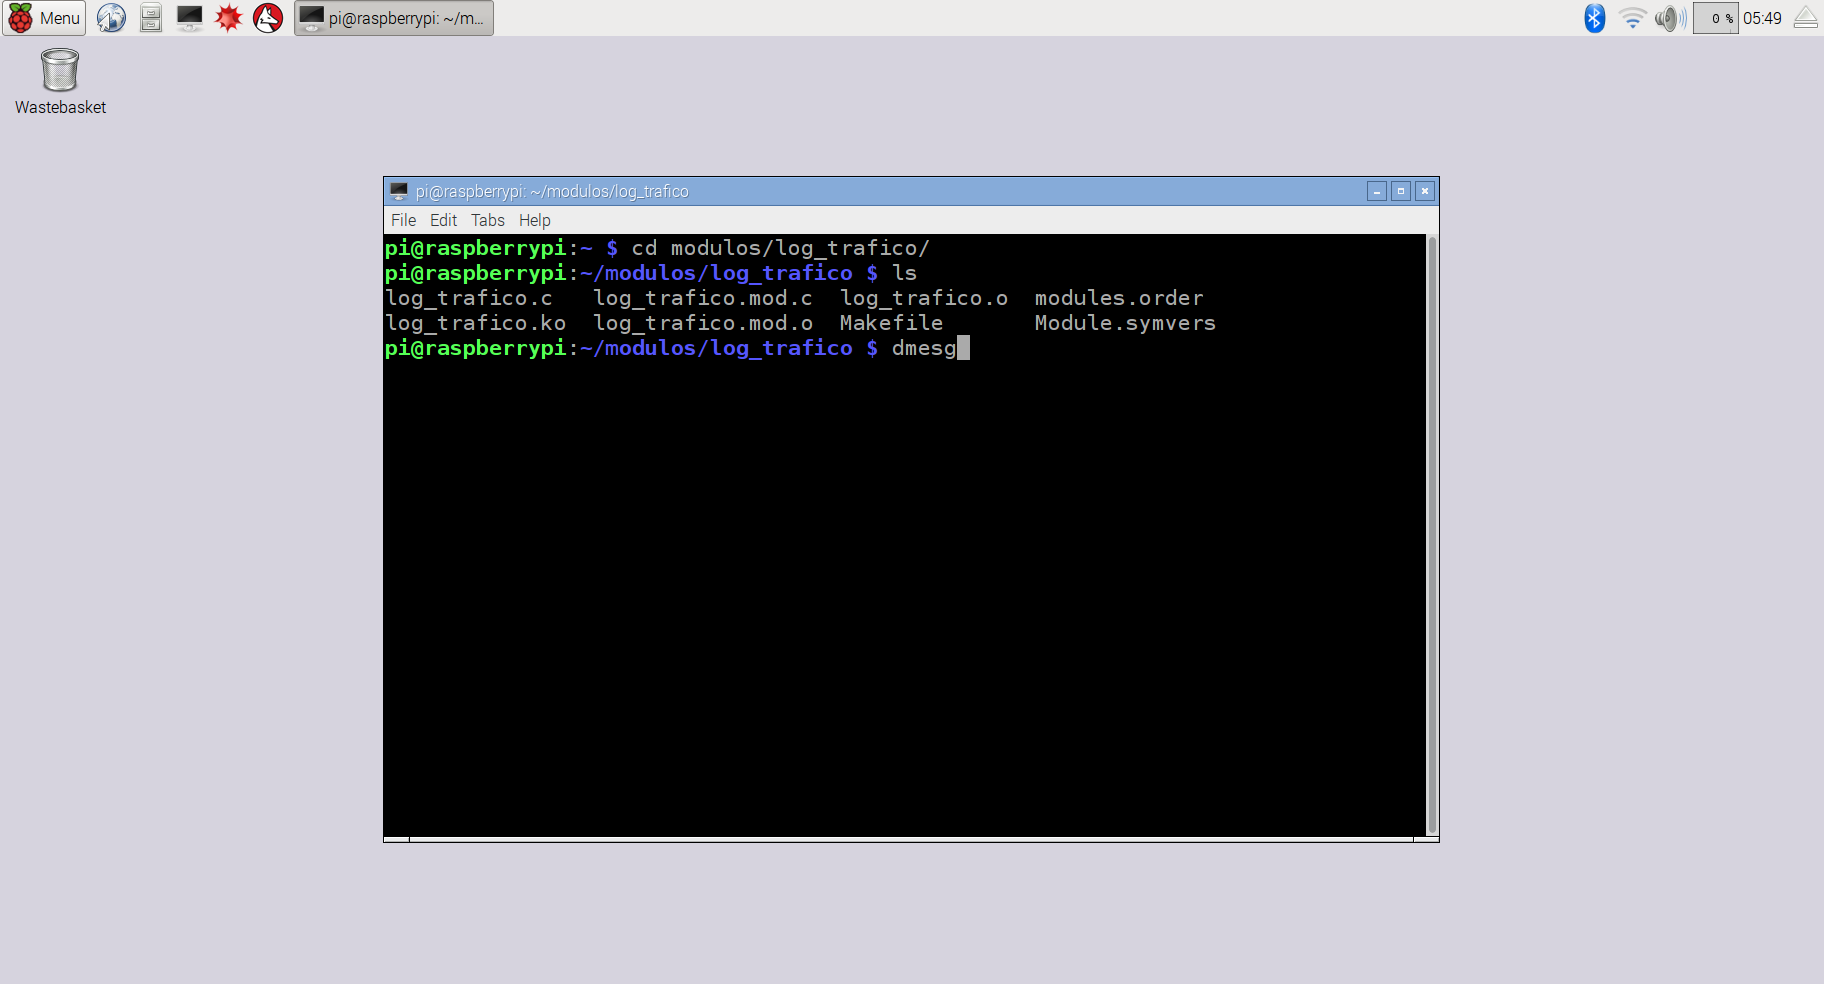 Menu
pi@raspberrypi: ~/m...
0 %
05:49
Wastebasket
pi@raspberrypi: ~/modulos/log_trafico
File Edit Tabs Help
pi@raspberrypi:~ $ cd modulos/log_trafico/
pi@raspberrypi:~/modulos/log_trafico $ ls
log_trafico.c log_trafico.mod.c log_trafico.o modules.order
log_trafico.ko log_trafico.mod.o Makefile Module.symvers
pi@raspberrypi:~/modulos/log_trafico $ dmesg